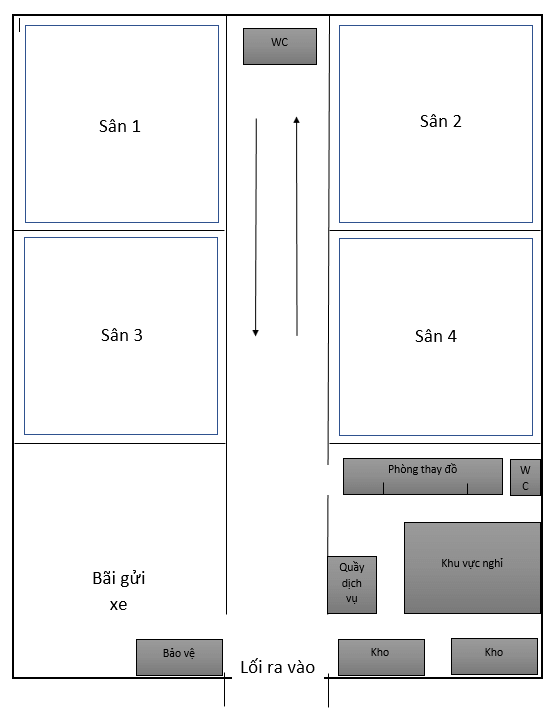 WC
Sân 1
Sân 2
Sân 3
Sân 4
Phòng thay đồ
W
C
Bãi gửi
xe
Quầy
dịch
vụ
Khu vực nghỉ
Bảo vệ
Lối ra vào
Kho
Kho